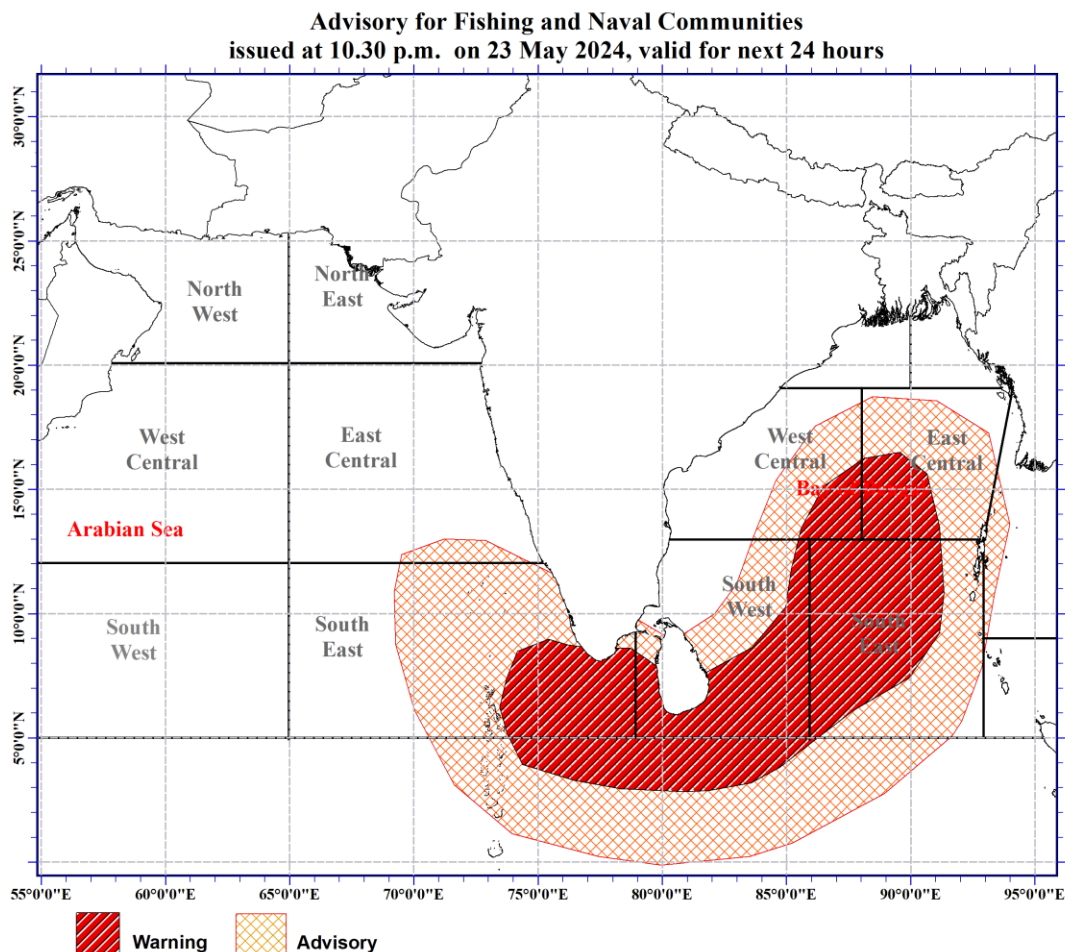 Advisory for Fishing and Naval Communities
issued at 10.30 p.m. on 23 May 2024, valid for next 24 hours
30°0'0"N
25°0'0"N
20°0'0"N
15°0'0"N
10°0'0"N
5°0'0"N
North
West
North
East
West
Central
East
Central
West
Central
East
Central
Arabian Sea
South
West
South
East
South
West
South
East
55°0'0"E 60°0'0"E 65°0'0"E 70°0'0"E 75°0'0"E 80°0'0"E 85°0'0"E 90°0'0"E 95°0'0"E
Warning Advisory